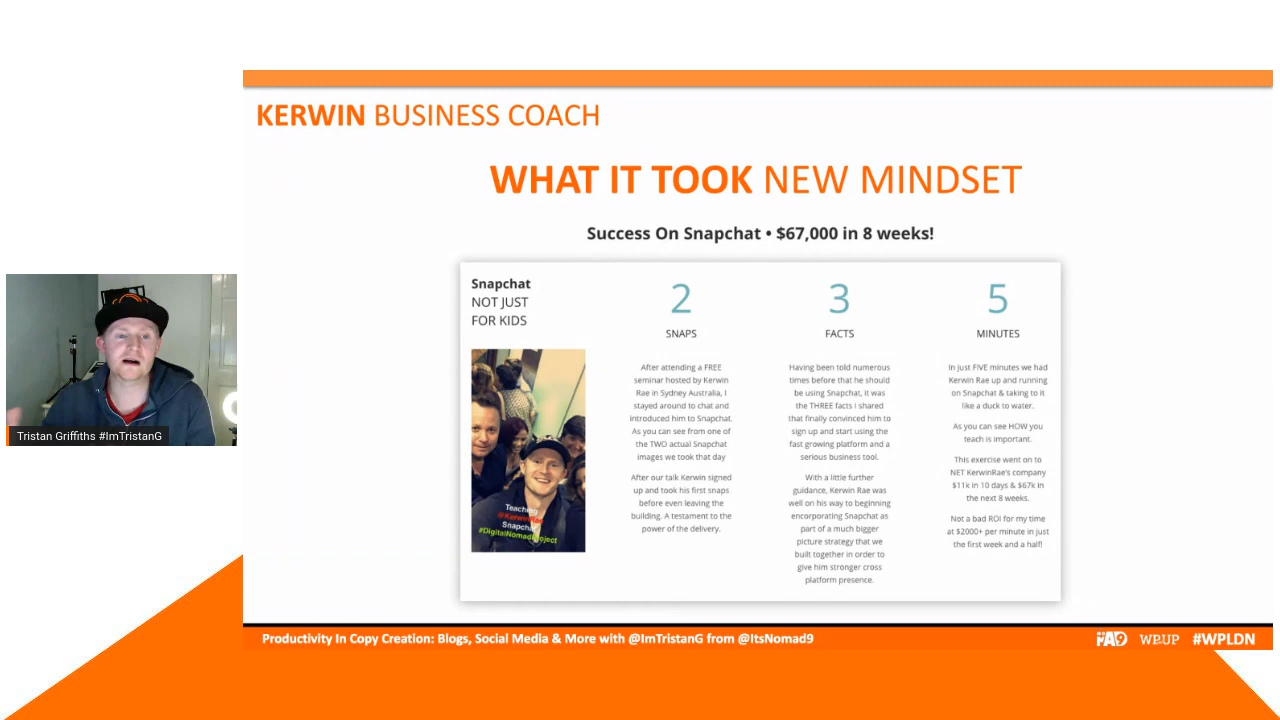 KERWIN BUSINESS COACH
WHAT IT TOOK NEW MINDSET
Success On Snapchat • $67,000 in 8 weeks!
Snapchat
NOT JUST
FOR KIDS
Teaching
@KerwinRae
Snapchat
#DigitalNomadProject
2
SNAPS
After attending a FREE
seminar hosted by Kerwin
Rae in Sydney Australia, I
stayed around to chat and
introduced him to Snapchat.
As you can see from one of
the TWO actual Snapchat
images we took that day
After our talk Kerwin signed
up and took his first snaps
before even leaving the
building. A testament to the
power of the delivery.
3
FACTS
Having been told numerous
times before that he should
be using Snapchat, it was
the THREE facts I shared
that finally convinced him to
sign up and start using the
fast growing platform and a
serious business tool.
With a little further
guidance, Kerwin Rae was
well on his way to beginning
encorporating Snapchat as
part of a much bigger
picture strategy that we
built together in order to
give him stronger cross
platform presence.
5
MINUTES
In just FIVE minutes we had
Kerwin Rae up and running
on Snapchat & taking to it
like a duck to water.
As you can see HOW you
teach is important.
This exercise went on to
NET KerwinRae's company
$11k in 10 days & $67k in
the next 8 weeks.
Not a bad ROI for my time
at $2000+ per minute in just
the first week and a half!
Tristan Griffiths #ImTristanG
Productivity In Copy Creation: Blogs, Social Media & More with @ImTristanG from @ItsNomad9
WP&UP
#WPLDN